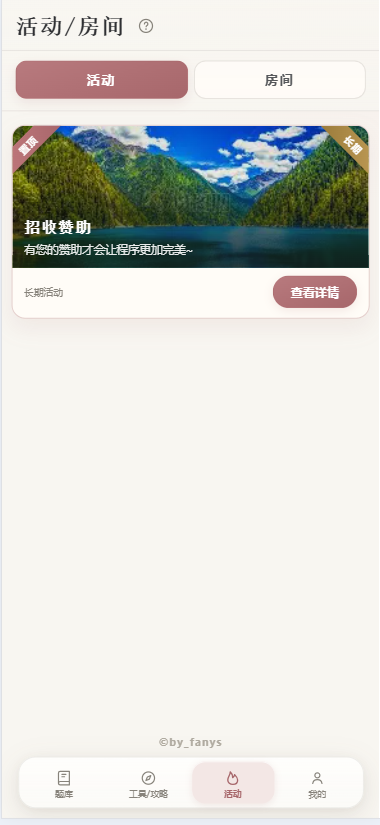 活动/房间
活动
房间
置顶
长期
招收赞助
有您的赞助才会让程序更加完美~
长期活动
查看详情
©by_fanys
题库
工具/攻略
活动
我的